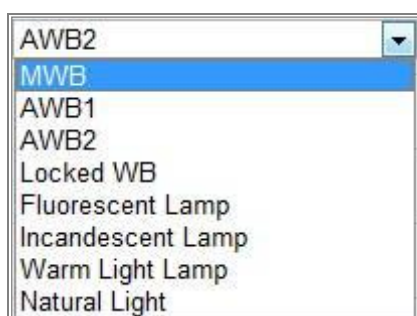 AWB2
MWB
AWB1
AWB2
Locked WB
Fluorescent Lamp
Incandescent Lamp
Warm Light Lamp
Natural Light